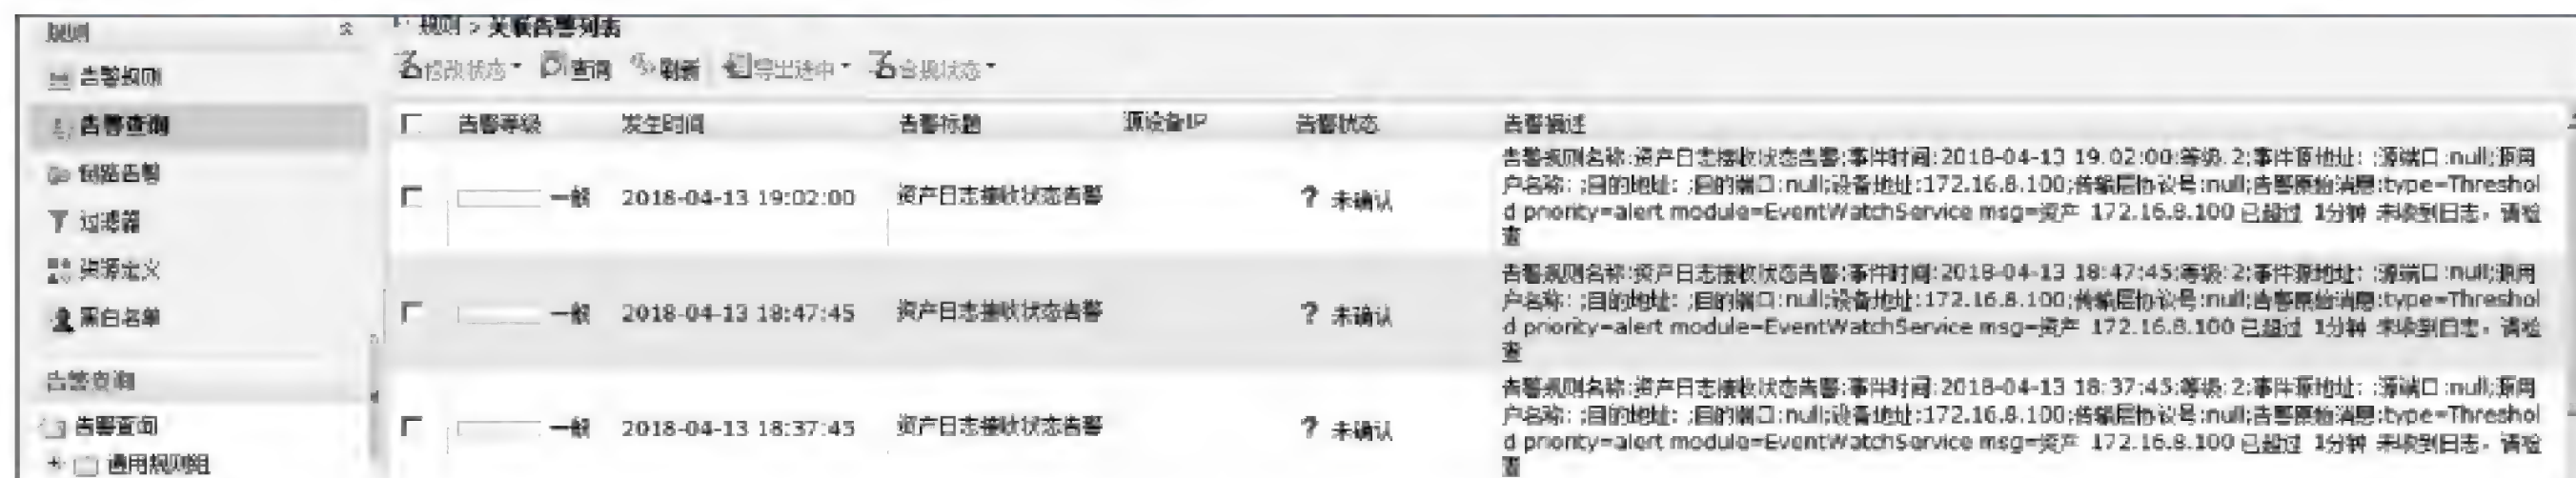 规则
告警规则
告警查询
过滤器
资源定义
黑白名单
告警查询
告警查询
通用规则组
规则 > 关联告警列表
修改状态 查询 刷新 导出选中 合规状态
告警等级 发生时间 告警标题 源设备IP 告警状态 告警描述
一般 2018-04-13 19:02:00 资产日志接收状态告警 ? 未确认
告警规则名称:资产日志接收状态告警;事件时间:2018-04-13 19:02:00;等级:2;事件源地址: ;源端口:null;源用
户名称: ;目的地址: ;目的端口:null;设备地址:172.16.8.100;传输层协议号:null;告警原始消息:type=Threshol
d priority=alert module=EventWatchService msg=资产 172.16.8.100 已超过 1分钟 未收到日志，请检
查
一般 2018-04-13 18:47:45 资产日志接收状态告警 ? 未确认
告警规则名称:资产日志接收状态告警;事件时间:2018-04-13 18:47:45;等级:2;事件源地址: ;源端口:null;源用
户名称: ;目的地址: ;目的端口:null;设备地址:172.16.8.100;传输层协议号:null;告警原始消息:type=Threshol
d priority=alert module=EventWatchService msg=资产 172.16.8.100 已超过 1分钟 未收到日志，请检
查
一般 2018-04-13 18:37:45 资产日志接收状态告警 ? 未确认
告警规则名称:资产日志接收状态告警;事件时间:2018-04-13 18:37:45;等级:2;事件源地址: ;源端口:null;源用
户名称: ;目的地址: ;目的端口:null;设备地址:172.16.8.100;传输层协议号:null;告警原始消息:type=Threshol
d priority=alert module=EventWatchService msg=资产 172.16.8.100 已超过 1分钟 未收到日志，请检
查